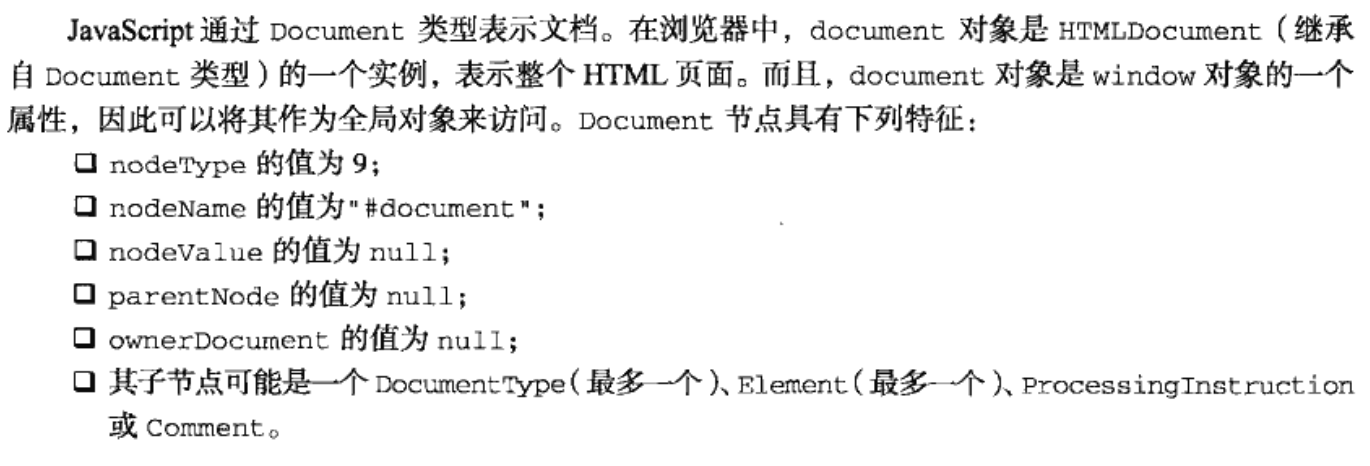 JavaScript 通过 Document 类型表示文档。在浏览器中，document 对象是 HTMLDocument（继承
自 Document 类型）的一个实例，表示整个 HTML 页面。而且，document 对象是 window 对象的一个
属性，因此可以将其作为全局对象来访问。Document 节点具有下列特征：
❑ nodeType 的值为 9；
❑ nodeName 的值为"#document"；
❑ nodeValue 的值为 null；
❑ parentNode 的值为 null；
❑ ownerDocument 的值为 null；
❑ 其子节点可能是一个 DocumentType（最多一个）、Element（最多一个）、ProcessingInstruction
或 Comment。